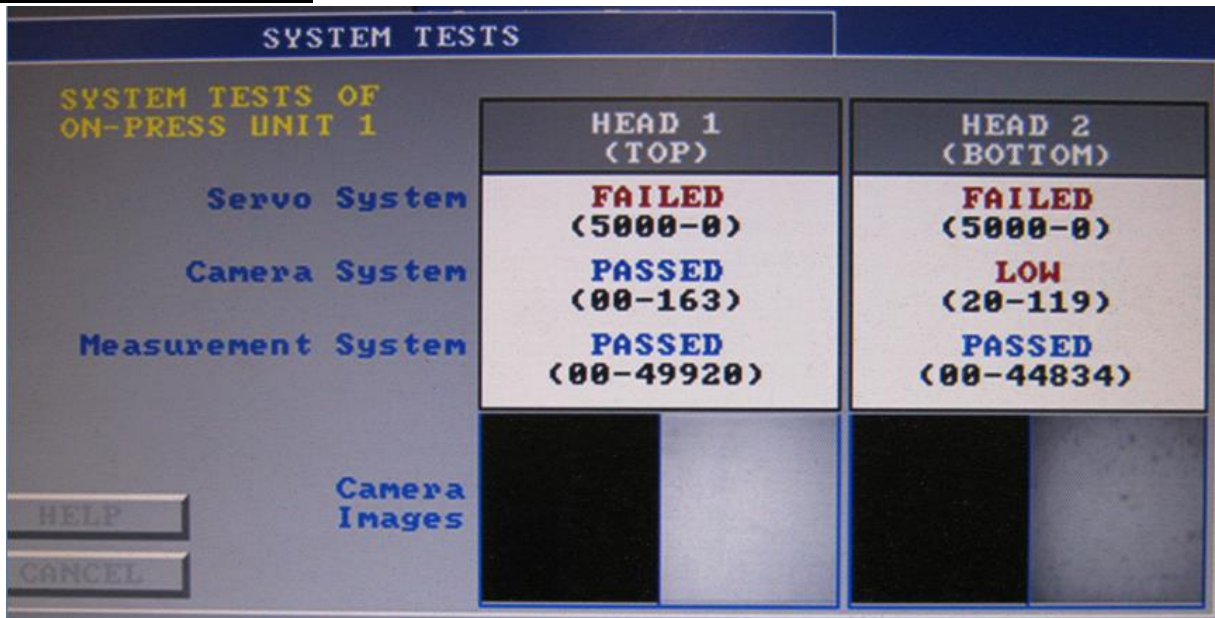 SYSTEM TESTS
SYSTEM TESTS OF
ON-PRESS UNIT 1
HEAD 1
(TOP)
HEAD 2
(BOTTOM)
Servo System
FAILED
(5000-0)
FAILED
(5000-0)
Camera System
PASSED
(00-163)
LOW
(20-119)
Measurement System
PASSED
(00-49920)
PASSED
(00-44834)
Camera
Images
HELP
CANCEL